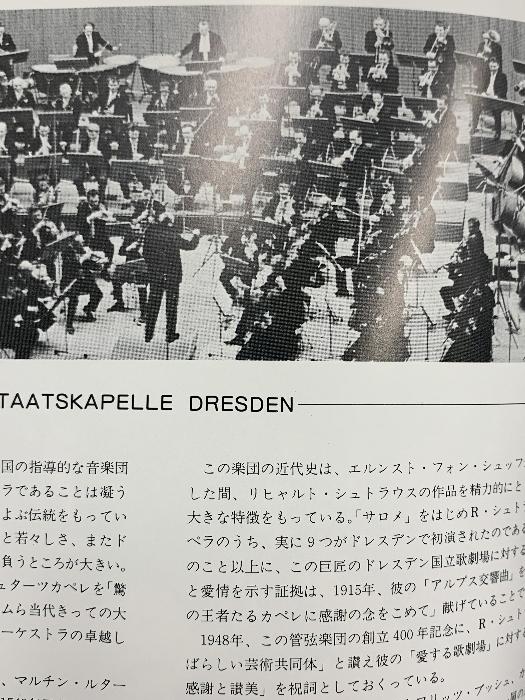 TAATSKAPELLE DRESDEN
国の指導的な音楽団
ラであることは凝う
よぶ伝統をもってい
と若々しさ、またド
負うところが大きい。
ュターツカペレを「驚
ムら当代きっての大
ーケストラの卓越し
、マルチン・ルター
この楽団の近代史は、エルンスト・フォン・シュッフ
した間、リヒャルト・シュトラウスの作品を精力的にと
大きな特徴をもっている。「サロメ」をはじめR・シュト
ペラのうち、実に9つがドレスデンで初演されたのである
のこと以上に、この巨匠のドレスデン国立歌劇場に対する
と愛情を示す証拠は、1915年、彼の「アルプス交響曲」を
の王者たるカペレに感謝の念をこめて」献げていることで
1948年、この管弦楽団の創立400年記念に、R・シュト
ばらしい芸術共同体」と讃え彼の「愛する歌劇場」に対す
感謝と讃美」を祝詞としておくっている。
リッツ・ブッシュ、